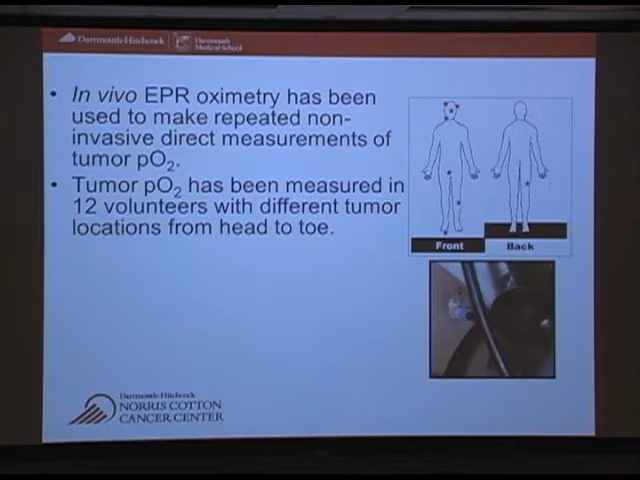 Dartmouth-Hitchcock
Dartmouth
Medical School
• In vivo EPR oximetry has been
used to make repeated non-
invasive direct measurements of
tumor pO2.
• Tumor pO2 has been measured in
12 volunteers with different tumor
locations from head to toe.
Front
Back
Dartmouth-Hitchcock
NORRIS COTTON
CANCER CENTER